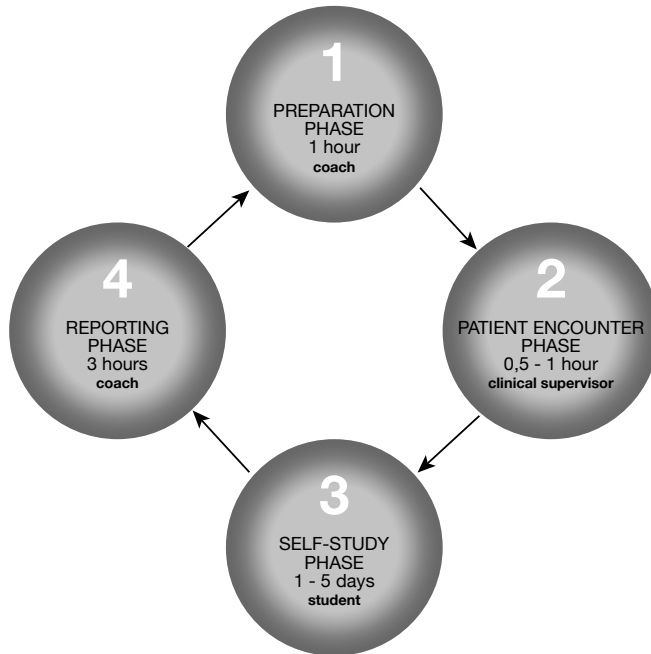 1
PREPARATION
PHASE
1 hour
coach
2
PATIENT ENCOUNTER
PHASE
0,5 - 1 hour
clinical supervisor
3
SELF-STUDY
PHASE
1 - 5 days
student
4
REPORTING
PHASE
3 hours
coach